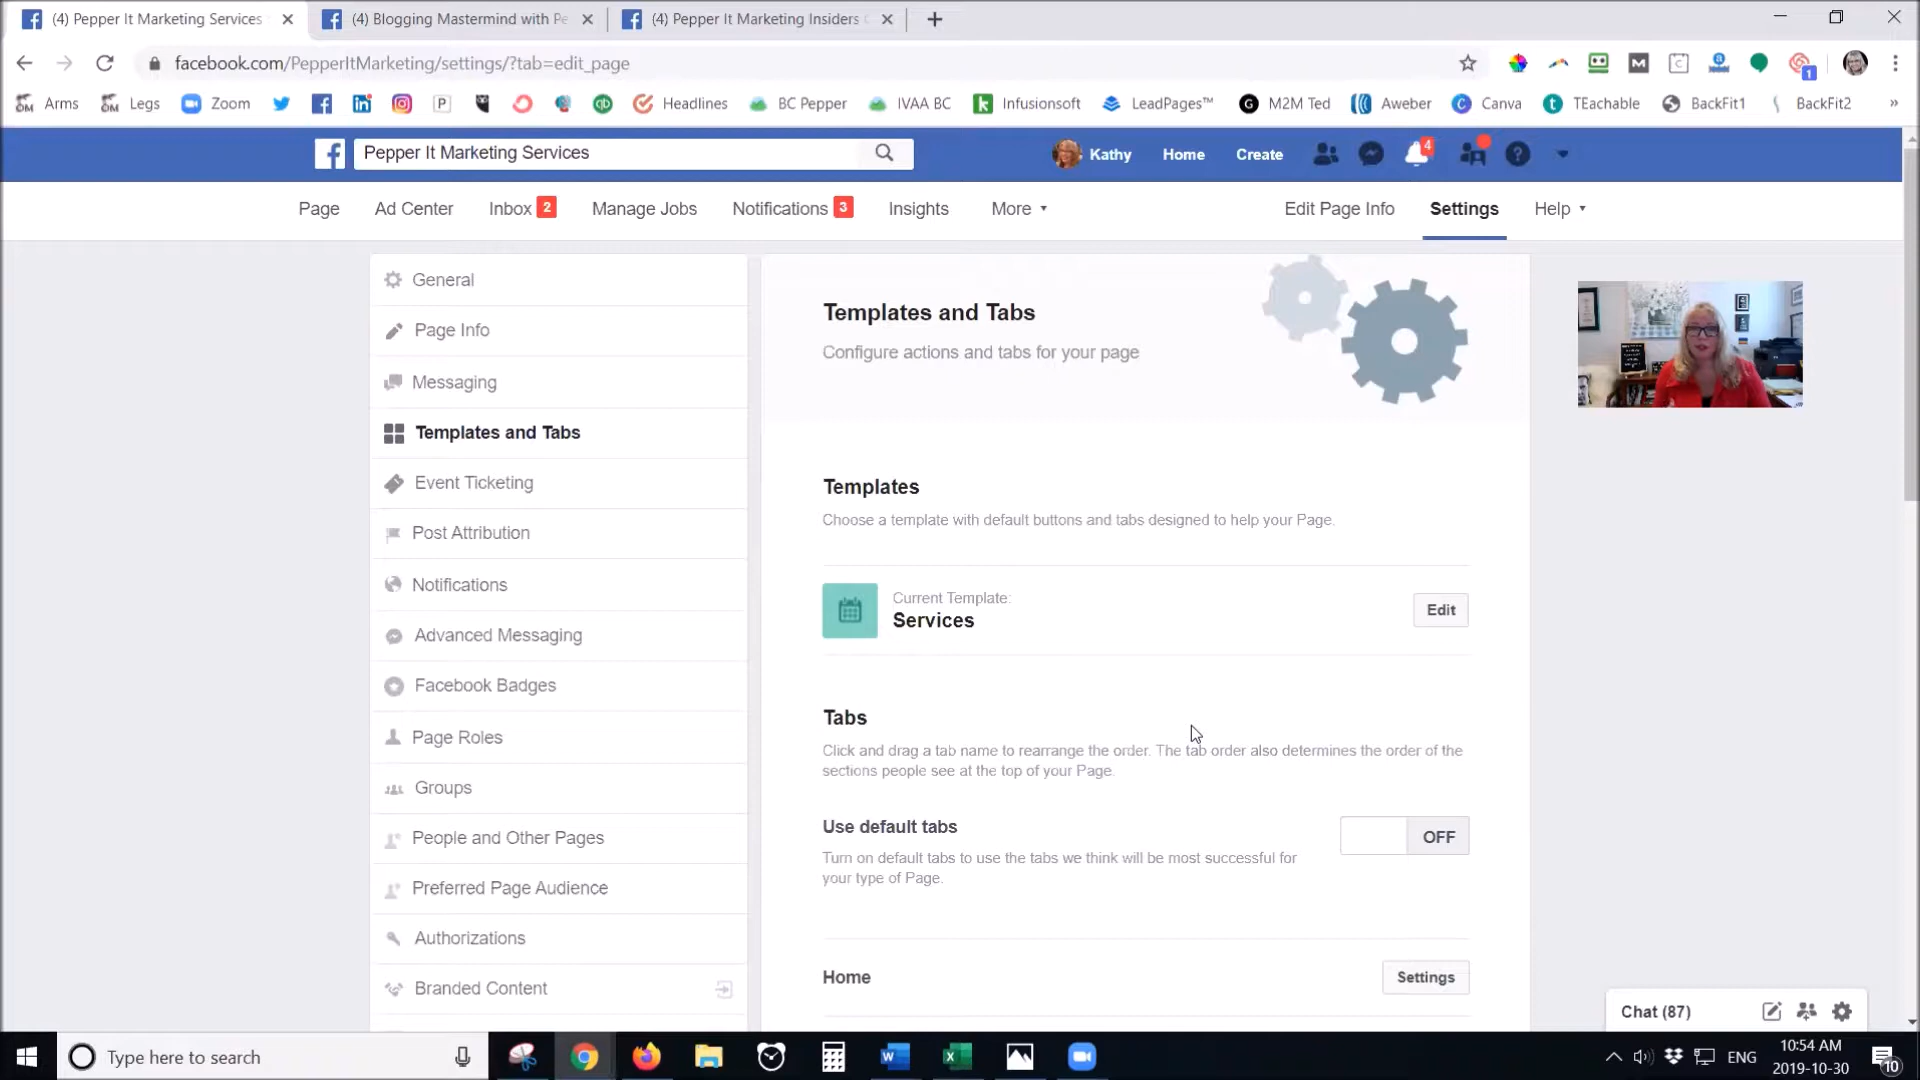 (4) Pepper It Marketing Services
(4) Blogging Mastermind with Pe
(4) Pepper It Marketing Insiders
facebook.com/PepperItMarketing/settings/?tab=edit_page
1
Arms
Legs
Zoom
Headlines
BC Pepper
IVAA BC
Infusionsoft
LeadPages™
M2M Ted
Aweber
Canva
TEachable
BackFit1
BackFit2
»
Pepper It Marketing Services
Kathy
Home
Create
4
Page
Ad Center
Inbox 2
Manage Jobs
Notifications 3
Insights
More
Edit Page Info
Settings
Help
General
Page Info
Messaging
Templates and Tabs
Event Ticketing
Post Attribution
Notifications
Advanced Messaging
Facebook Badges
Page Roles
Groups
People and Other Pages
Preferred Page Audience
Authorizations
Branded Content
Templates and Tabs
Configure actions and tabs for your page
Templates
Choose a template with default buttons and tabs designed to help your Page.
Current Template:
Services
Edit
Tabs
Click and drag a tab name to rearrange the order. The tab order also determines the order of the
sections people see at the top of your Page.
Use default tabs
OFF
Turn on default tabs to use the tabs we think will be most successful for
your type of Page.
Home
Settings
Chat (87)
Type here to search
ENG
10:54 AM
2019-10-30
10